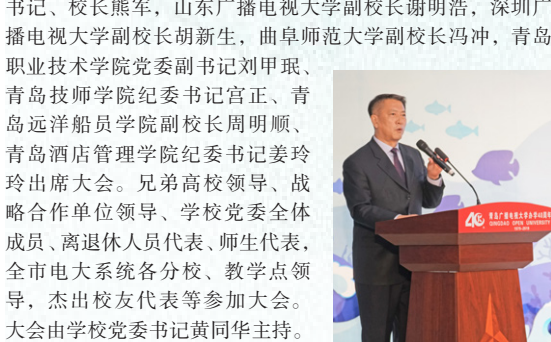 书记、校长熊军，山东广播电视大学副校长谢明浩，深圳广
播电视大学副校长胡新生，曲阜师范大学副校长冯冲，青岛
职业技术学院党委副书记刘甲珉、
青岛技师学院纪委书记宫正、青
岛远洋船员学院副校长周明顺、
青岛酒店管理学院纪委书记姜玲
玲出席大会。兄弟高校领导、战
略合作单位领导、学校党委全体
成员、离退休人员代表、师生代表，
全市电大系统各分校、教学点领
导，杰出校友代表等参加大会。
大会由学校党委书记黄同华主持。
青岛广播电视大学办学40周年
QINGDAO OPEN UNIVERSITY
1979-2019